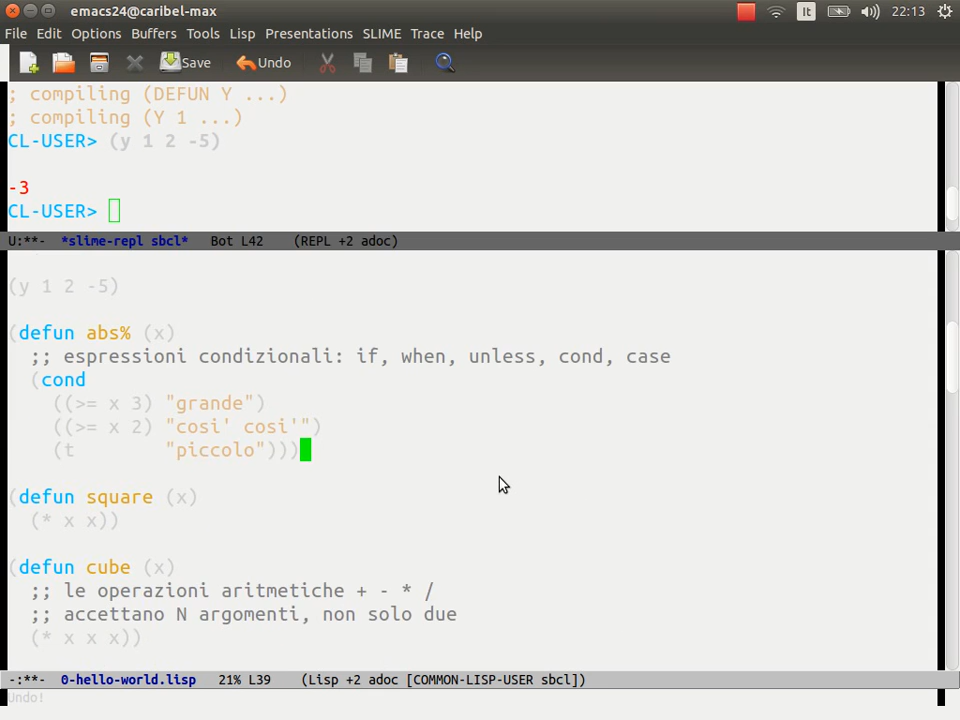 emacs24@caribel-max It 22:13
File Edit Options Buffers Tools Lisp Presentations SLIME Trace Help
Save Undo
; compiling (DEFUN Y ...)
; compiling (Y 1 ...)
CL-USER> (y 1 2 -5)
-3
CL-USER>
U:**- *slime-repl sbcl* Bot L42 (REPL +2 adoc)
(y 1 2 -5)
(defun abs% (x)
;; espressioni condizionali: if, when, unless, cond, case
(cond
((>= x 3) "grande")
((>= x 2) "cosi' cosi'")
(t "piccolo")))
(defun square (x)
(* x x))
(defun cube (x)
;; le operazioni aritmetiche + - * /
;; accettano N argomenti, non solo due
(* x x x))
-:**- 0-hello-world.lisp 21% L39 (Lisp +2 adoc [COMMON-LISP-USER sbcl])
Undo!